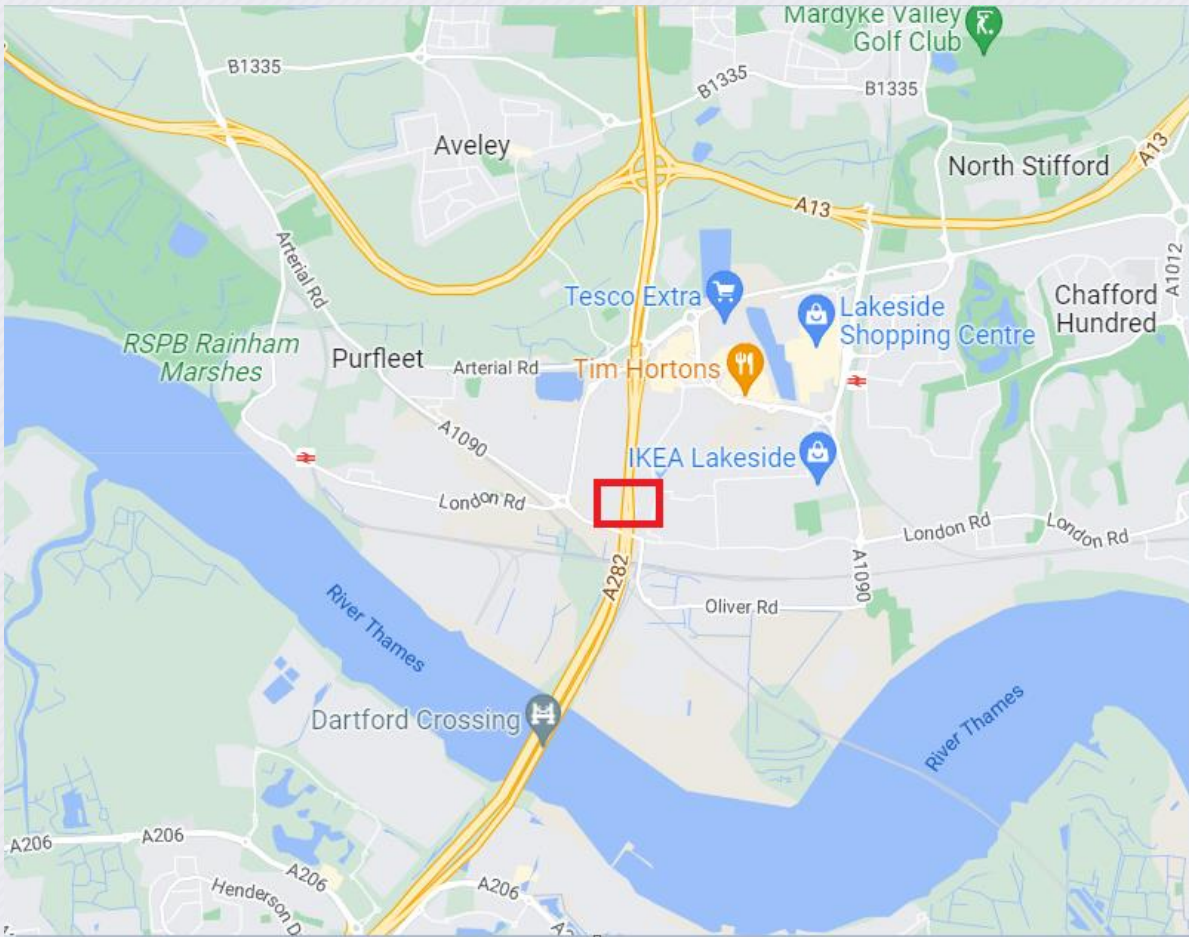 Mardyke Valley
Golf Club
B1335
B1335
B1335
Aveley
North Stifford
A13
A13
Arterial Rd
A1012
Tesco Extra
Lakeside
Shopping Centre
Chafford
Hundred
RSPB Rainham
Marshes
Purfleet
Arterial Rd
Tim Hortons
A1090
IKEA Lakeside
London Rd
London Rd
London Rd
A282
A1090
Oliver Rd
River Thames
Dartford Crossing
River Thames
A206
A206
A206
Henderson D
A206